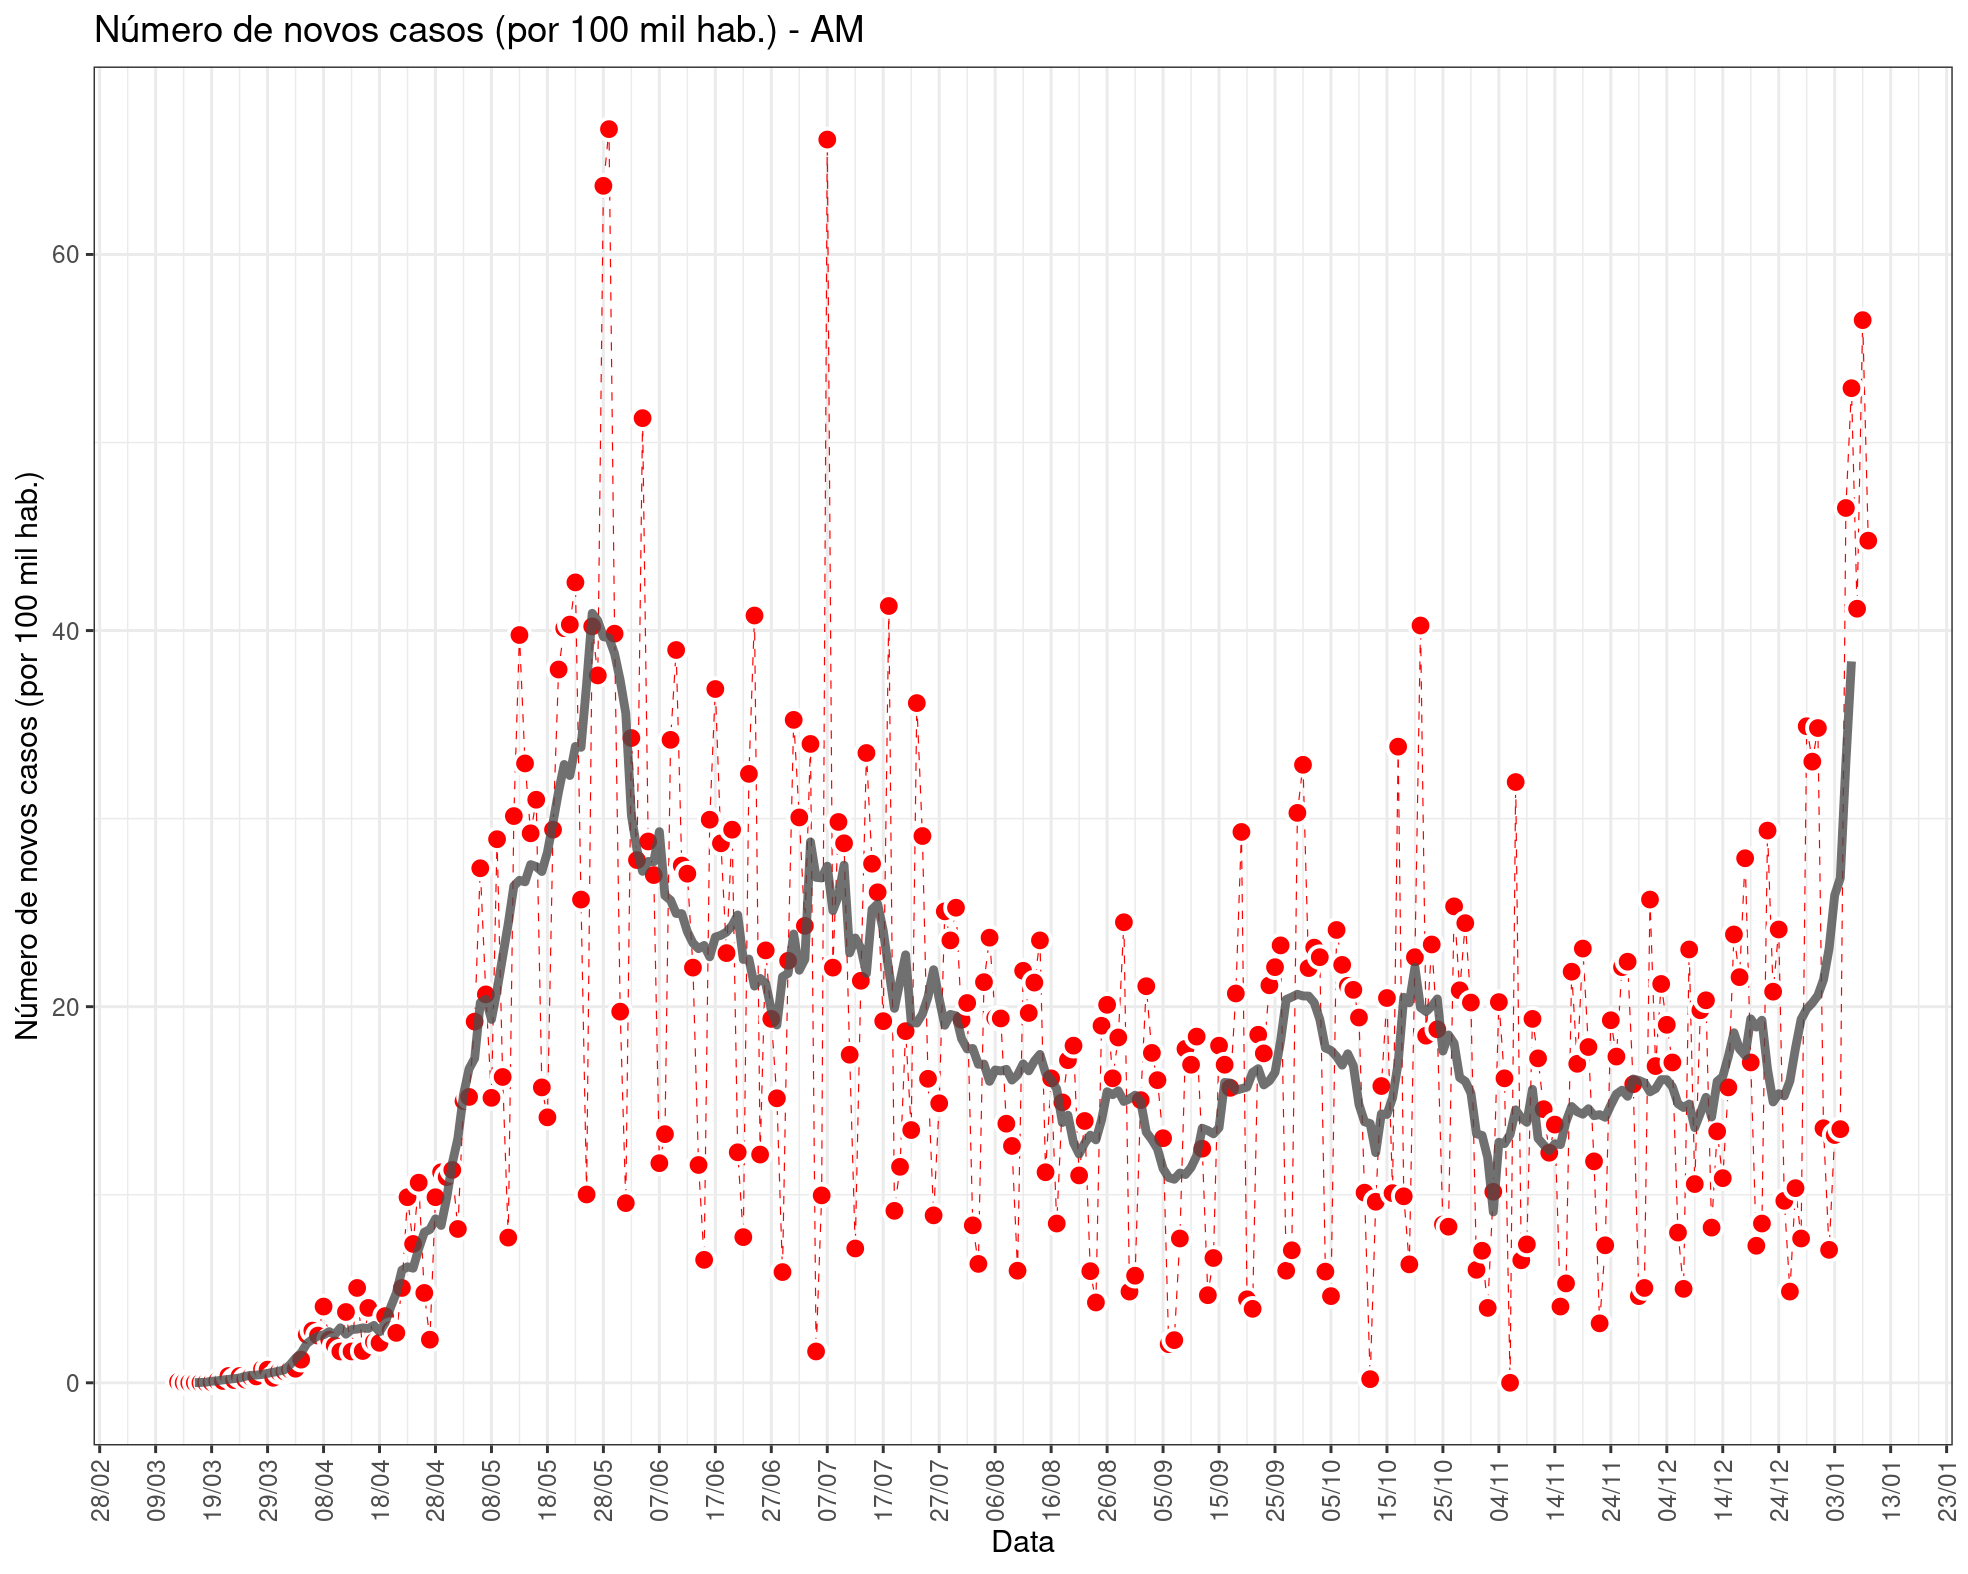 Número de novos casos (por 100 mil hab.) - AM
Número de novos casos (por 100 mil hab.)
60
40
20
0
28/02 09/03 19/03 29/03 08/04 18/04 28/04 08/05 18/05 28/05 07/06 17/06 27/06 07/07 17/07 27/07 06/08 16/08 26/08 05/09 15/09 25/09 05/10 15/10 25/10 04/11 14/11 24/11 04/12 14/12 24/12 03/01 13/01 23/01
Data